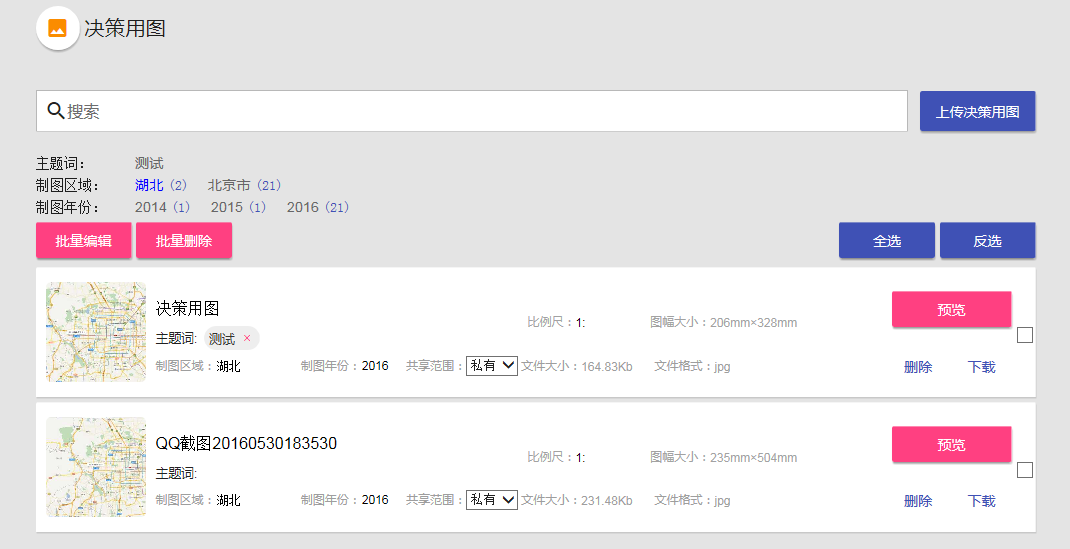 决策用图
搜索
上传决策用图
主题词： 测试
制图区域： 湖北（2） 北京市（21）
制图年份： 2014（1） 2015（1） 2016（21）
批量编辑 批量删除 全选 反选
决策用图
比例尺：1: 图幅大小：206mm×328mm
预览
主题词: 测试 ×
制图区域：湖北 制图年份：2016 共享范围：私有 文件大小：164.83Kb 文件格式：jpg 删除 下载
QQ截图20160530183530
比例尺：1: 图幅大小：235mm×504mm
预览
主题词:
制图区域：湖北 制图年份：2016 共享范围：私有 文件大小：231.48Kb 文件格式：jpg 删除 下载